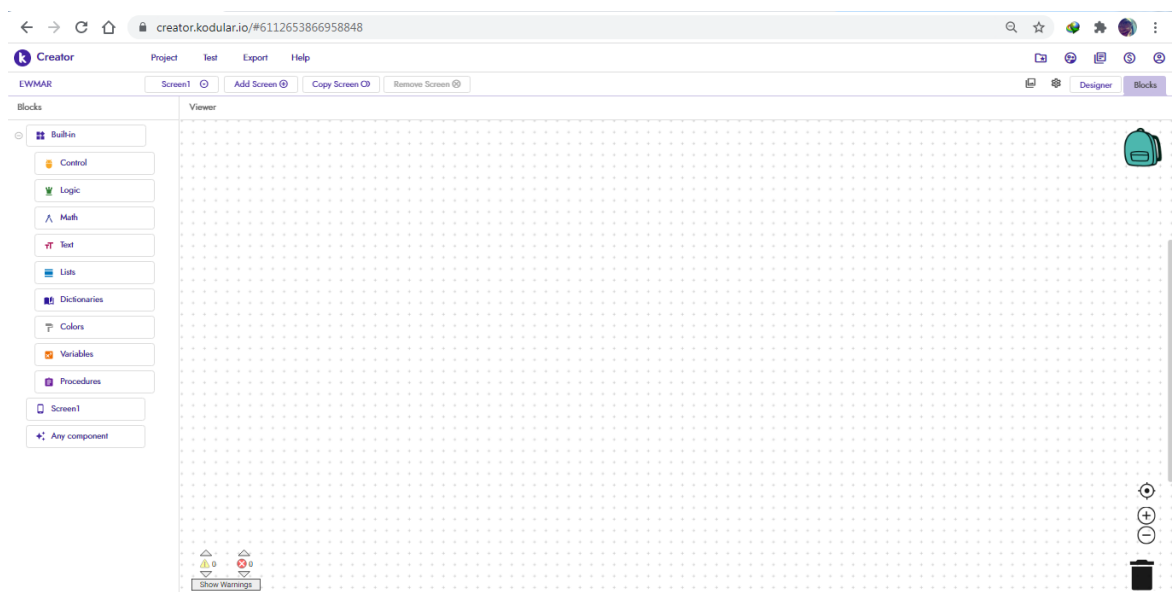 creator.kodular.io/#6112653866958848
Creator Project Test Export Help
EWMAR Screen1 Add Screen Copy Screen Remove Screen Designer Blocks
Blocks Viewer
Built-in
Control
Logic
Math
Text
Lists
Dictionaries
Colors
Variables
Procedures
Screen1
Any component
0 0
Show Warnings